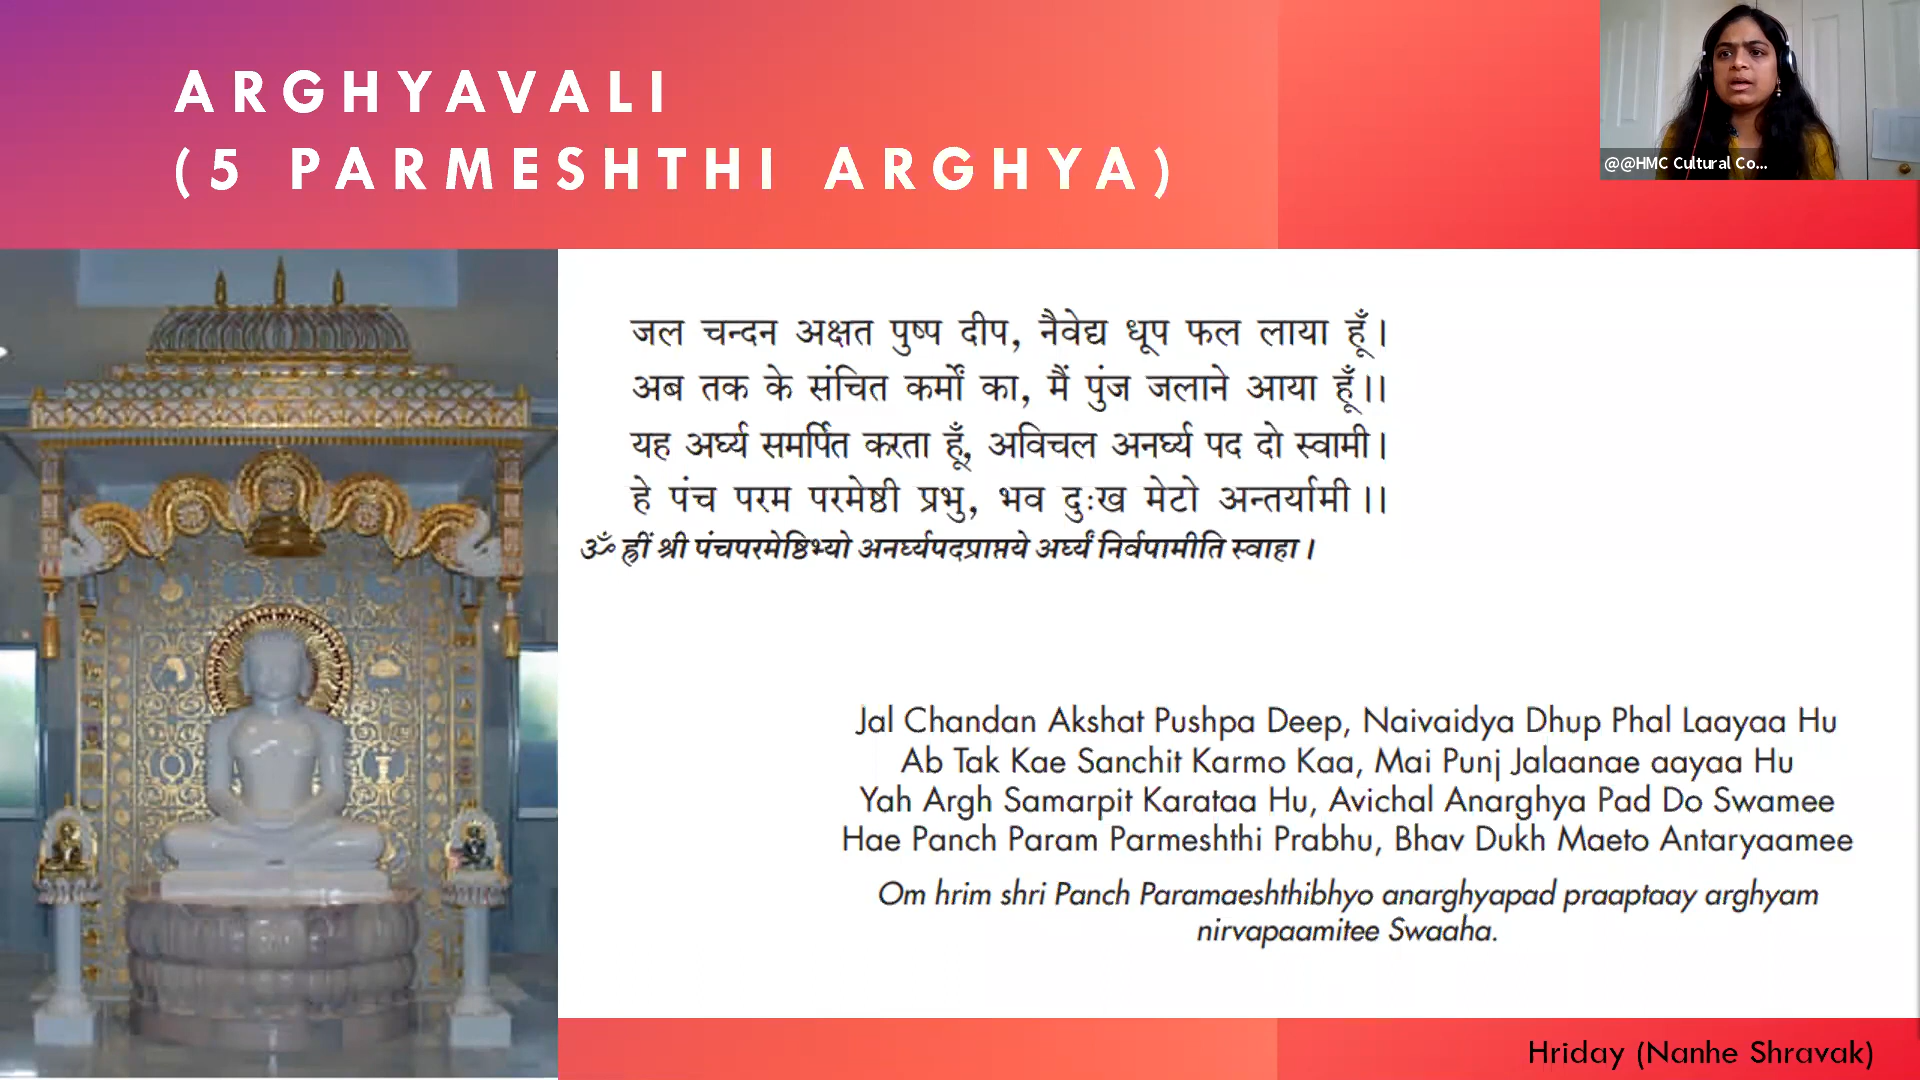 ARGHYAVALI
(5 PARMESHTHI ARGHYA)
@@HMC Cultural Co...
जल चन्दन अक्षत पुष्प दीप, नैवेद्य धूप फल लाया हूँ।
अब तक के संचित कर्मों का, मैं पुंज जलाने आया हूँ।।
यह अर्घ्य समर्पित करता हूँ, अविचल अनर्घ्य पद दो स्वामी।
हे पंच परम परमेष्ठी प्रभु, भव दुःख मेटो अन्तर्यामी।।
ॐ ह्रीं श्री पंचपरमेष्ठिभ्यो अनर्घ्यपदप्राप्तये अर्घ्यं निर्वपामीति स्वाहा।
Jal Chandan Akshat Pushpa Deep, Naivaidya Dhup Phal Laayaa Hu
Ab Tak Kae Sanchit Karmo Kaa, Mai Punj Jalaanae aayaa Hu
Yah Argh Samarpit Karataa Hu, Avichal Anarghya Pad Do Swamee
Hae Panch Param Parmeshthi Prabhu, Bhav Dukh Maeto Antaryaamee
Om hrim shri Panch Paramaeshthibhyo anarghyapad praaptaay arghyam
nirvapaamitee Swaaha.
Hriday (Nanhe Shravak)